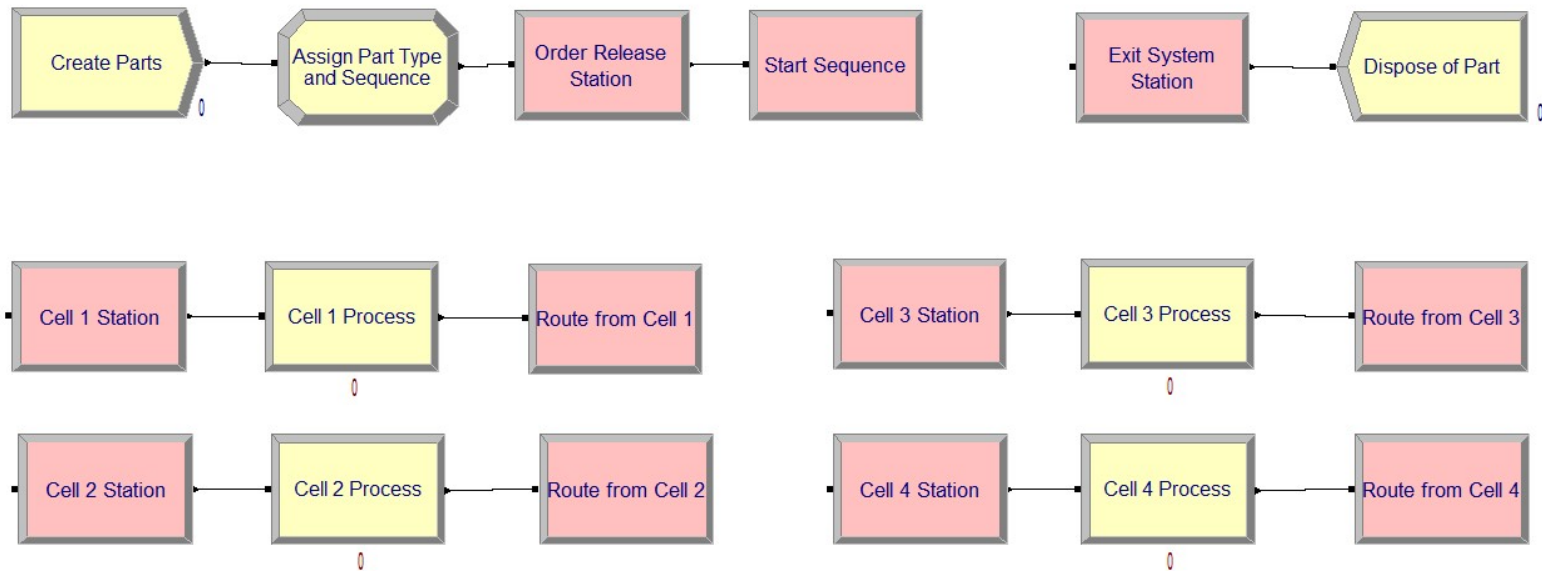 Create Parts
0
Assign Part Type
and Sequence
Order Release
Station
Start Sequence
Exit System
Station
Dispose of Part
0
Cell 1 Station
Cell 1 Process
0
Route from Cell 1
Cell 3 Station
Cell 3 Process
0
Route from Cell 3
Cell 2 Station
Cell 2 Process
0
Route from Cell 2
Cell 4 Station
Cell 4 Process
0
Route from Cell 4